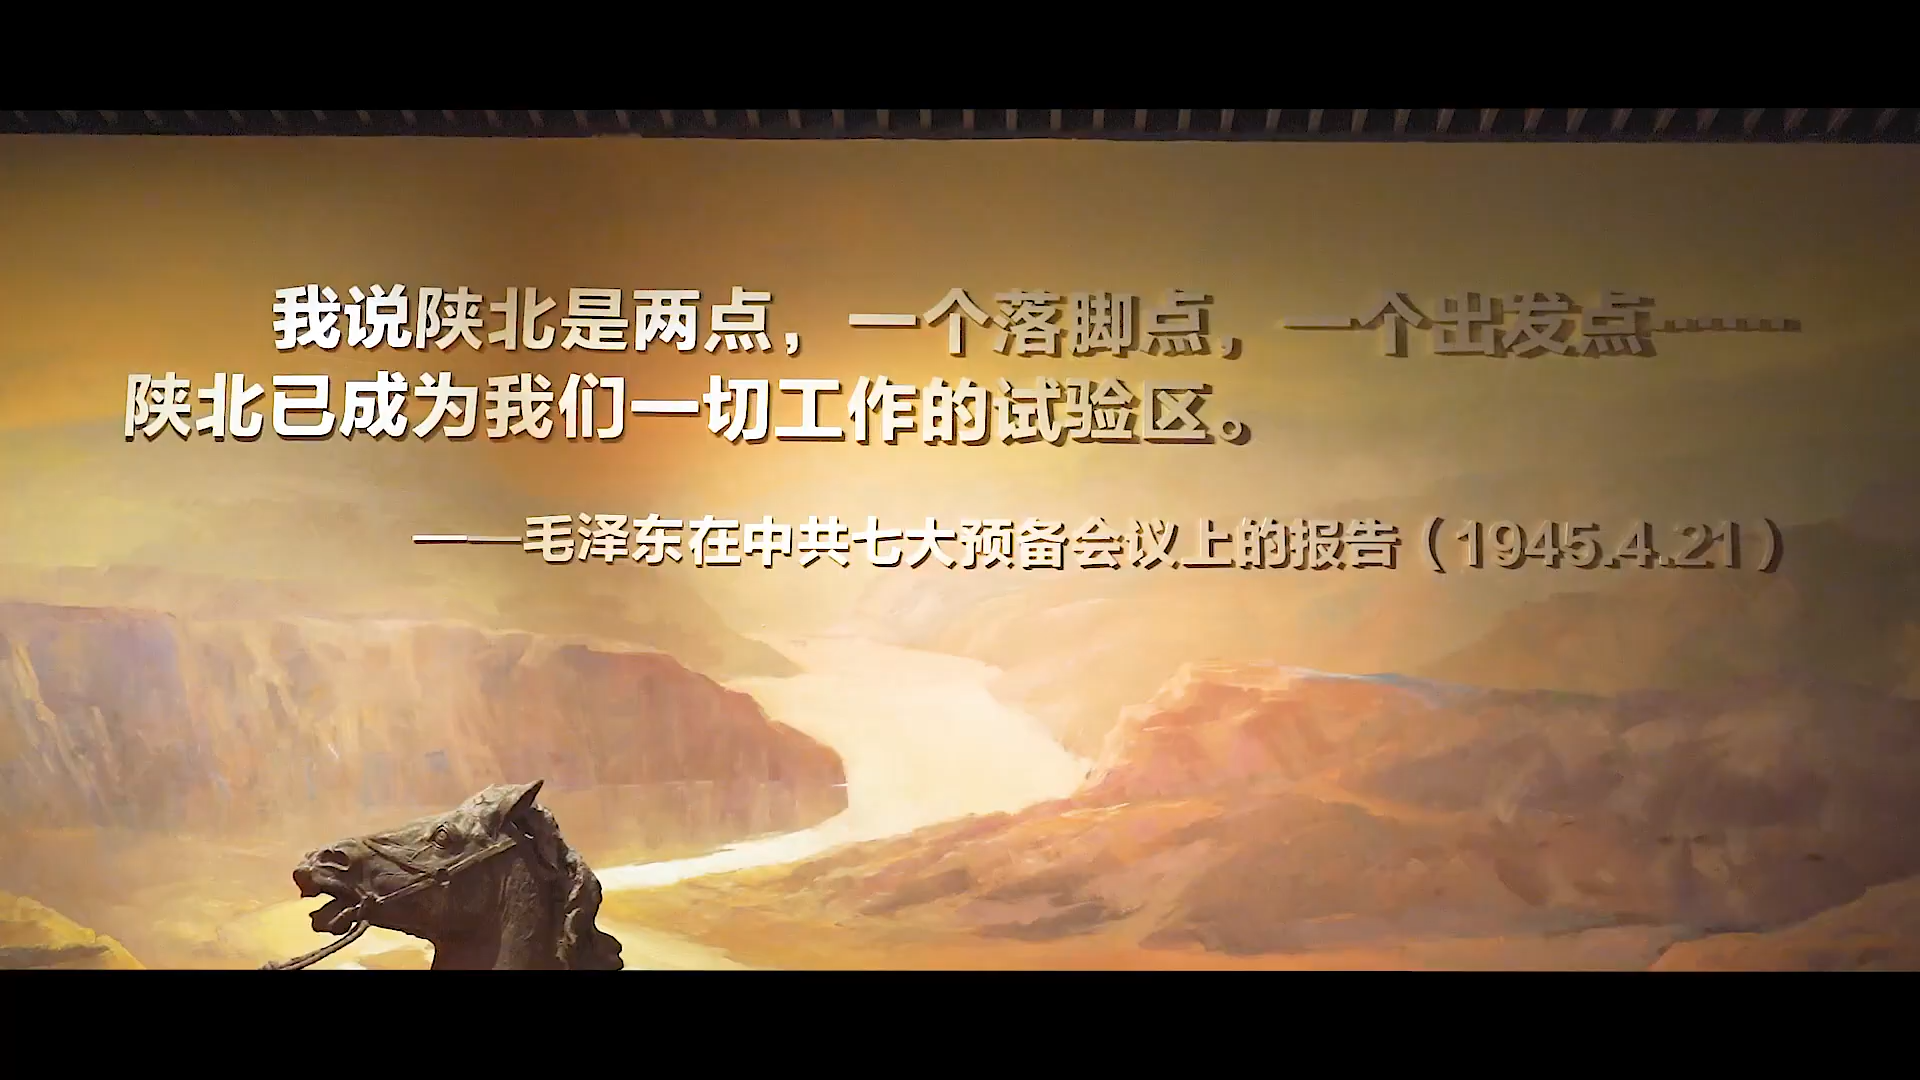 我说陕北是两点，一个落脚点，一个出发点……
陕北已成为我们一切工作的试验区。
——毛泽东在中共七大预备会议上的报告（1945.4.21）